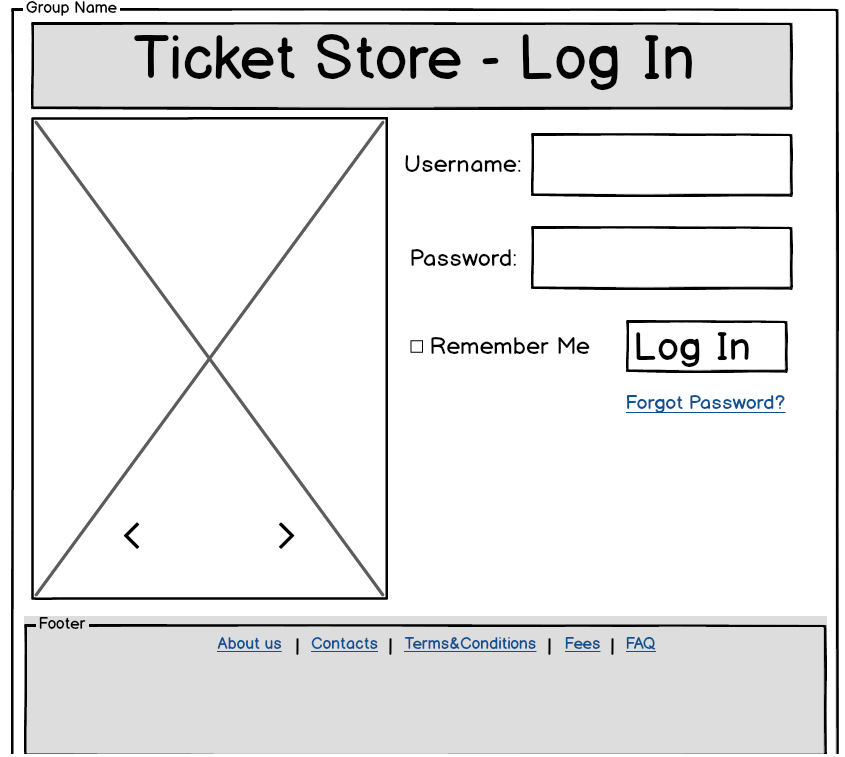 Group Name
Ticket Store - Log In
Username:
Password:
Remember Me
Log In
Forgot Password?
Footer
About us | Contacts | Terms&Conditions | Fees | FAQ